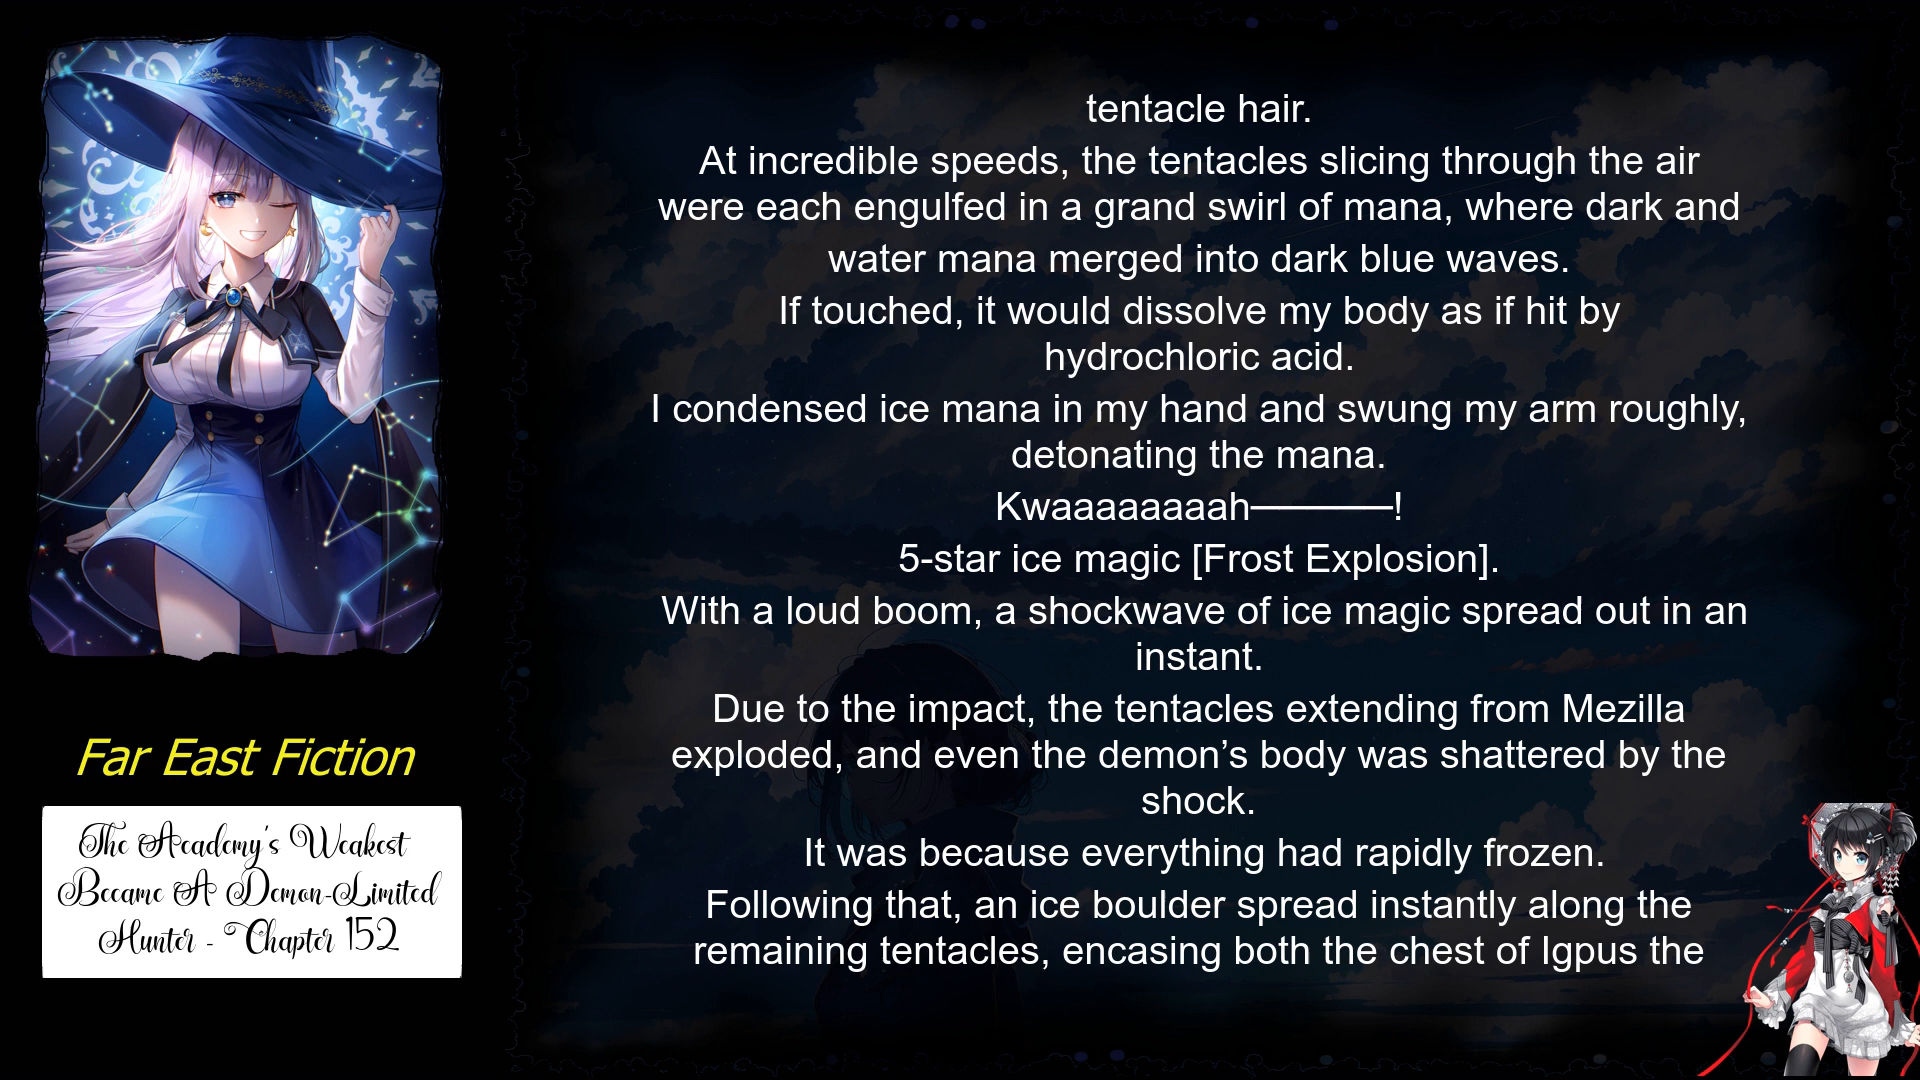 tentacle hair.
At incredible speeds, the tentacles slicing through the air
were each engulfed in a grand swirl of mana, where dark and
water mana merged into dark blue waves.
If touched, it would dissolve my body as if hit by
hydrochloric acid.
I condensed ice mana in my hand and swung my arm roughly,
detonating the mana.
Kwaaaaaaaah————!
5-star ice magic [Frost Explosion].
With a loud boom, a shockwave of ice magic spread out in an
instant.
Due to the impact, the tentacles extending from Mezilla
exploded, and even the demon’s body was shattered by the
shock.
It was because everything had rapidly frozen.
Following that, an ice boulder spread instantly along the
remaining tentacles, encasing both the chest of Igpus the
Far East Fiction
The Academy's Weakest
Became A Demon-Limited
Hunter - Chapter 152